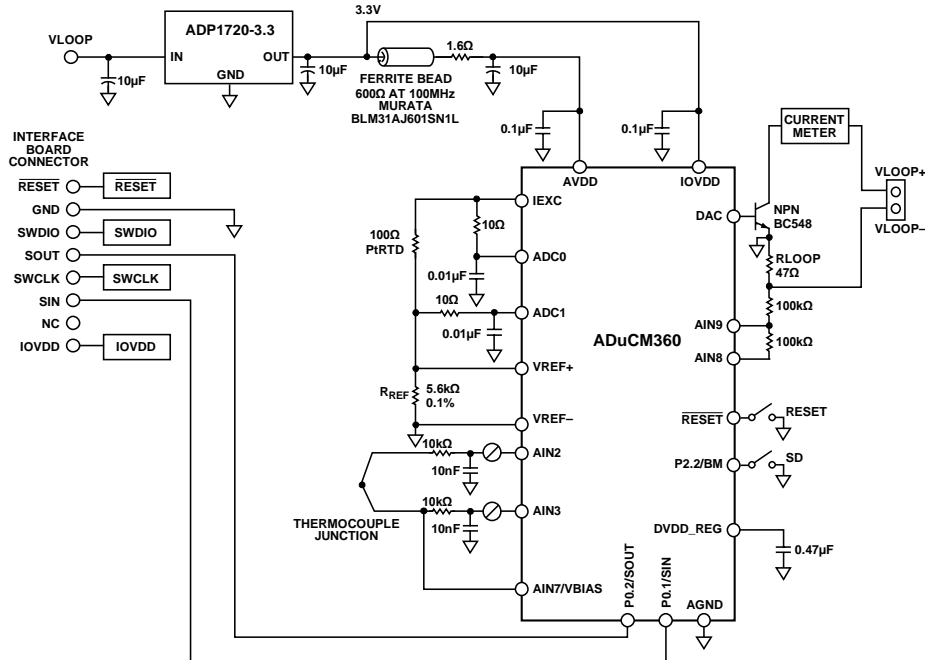 3.3V
ADP1720-3.3
VLOOP
IN
OUT
GND
10µF
10µF
1.6Ω
10µF
FERRITE BEAD
600Ω AT 100MHz
MURATA
BLM31AJ601SN1L
0.1µF
0.1µF
CURRENT
METER
INTERFACE
BOARD
CONNECTOR
RESET
RESET
GND
SWDIO
SWDIO
SOUT
SWCLK
SWCLK
SIN
NC
IOVDD
IOVDD
AVDD
IOVDD
VLOOP+
VLOOP–
IEXC
DAC
NPN
BC548
100Ω
PtRTD
10Ω
ADC0
0.01µF
RLOOP
47Ω
10Ω
ADC1
0.01µF
100kΩ
AIN9
100kΩ
AIN8
ADuCM360
VREF+
RREF
5.6kΩ
0.1%
VREF–
RESET
RESET
10kΩ
AIN2
10nF
P2.2/BM
SD
10kΩ
AIN3
10nF
THERMOCOUPLE
JUNCTION
DVDD_REG
0.47µF
AIN7/VBIAS
P0.2/SOUT
P0.1/SIN
AGND